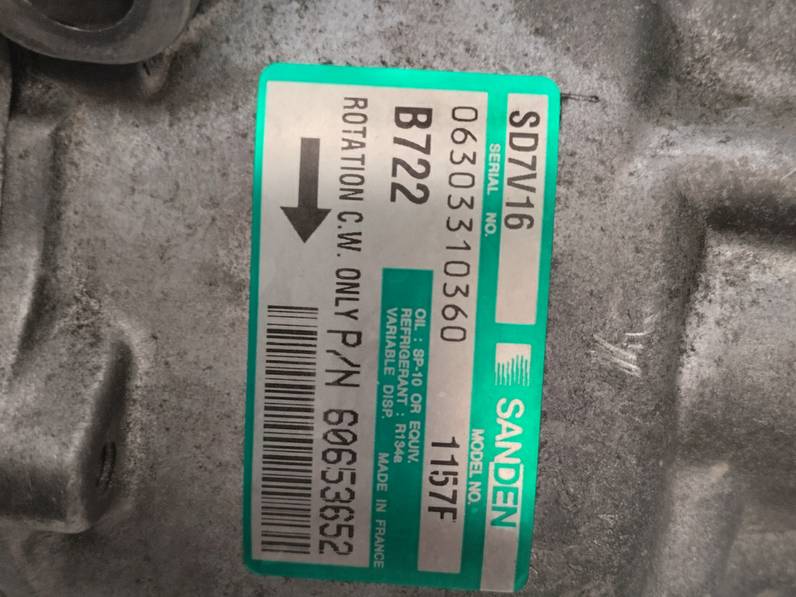 SD7V16 SANDEN
SERIAL NO. MODEL NO.
06303310360 1157F
B722
OIL : SP-10 OR EQUIV.
REFRIGERANT : R134a
VARIABLE DISP. MADE IN FRANCE
ROTATION C.W. ONLY P/N 60653652